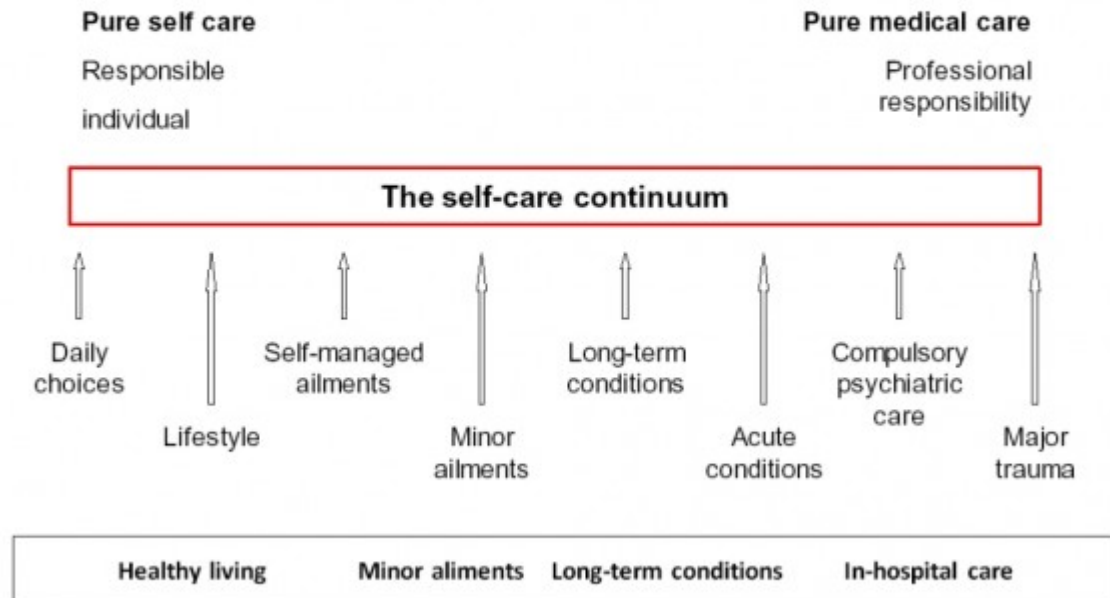 Pure self care
Responsible
individual
Pure medical care
Professional
responsibility
The self-care continuum
Daily
choices
Lifestyle
Self-managed
ailments
Minor
ailments
Long-term
conditions
Acute
conditions
Compulsory
psychiatric
care
Major
trauma
Healthy living Minor aliments Long-term conditions In-hospital care